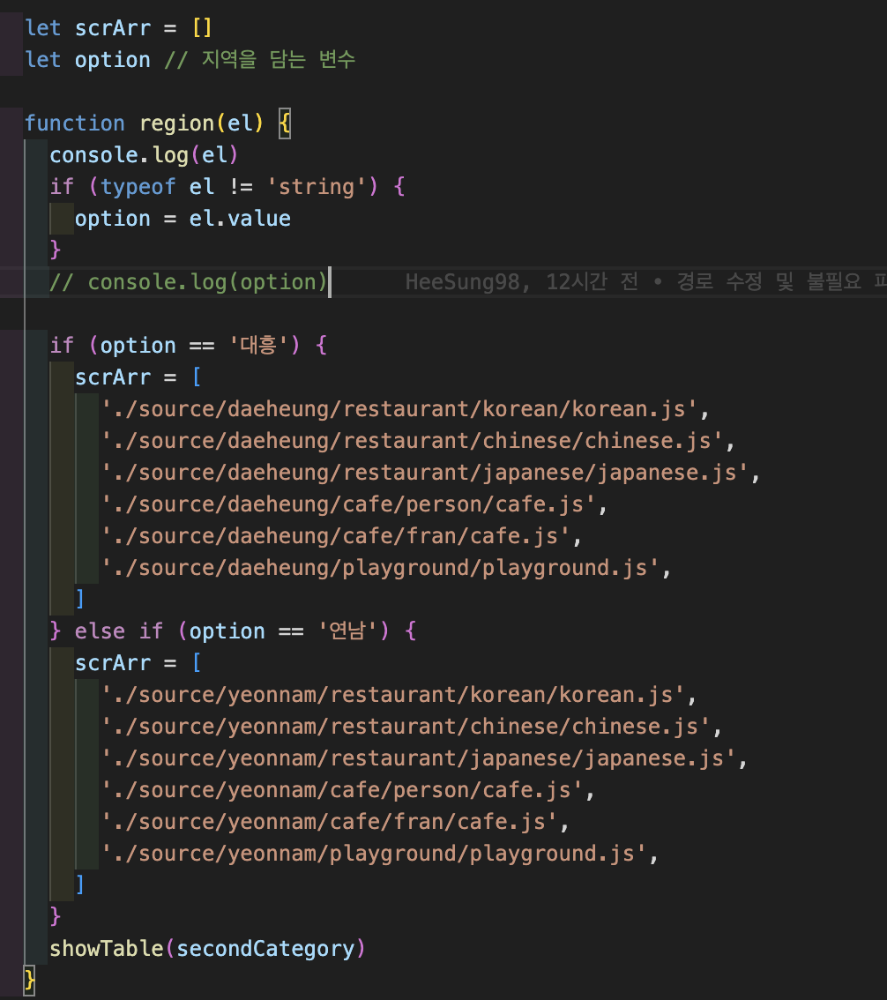 let scrArr = []
let option // 지역을 담는 변수
function region(el) {
console.log(el)
if (typeof el != 'string') {
option = el.value
}
// console.log(option) HeeSung98, 12시간 전 • 경로 수정 및 불필요
if (option == '대흥') {
scrArr = [
'./source/daeheung/restaurant/korean/korean.js',
'./source/daeheung/restaurant/chinese/chinese.js',
'./source/daeheung/restaurant/japanese/japanese.js',
'./source/daeheung/cafe/person/cafe.js',
'./source/daeheung/cafe/fran/cafe.js',
'./source/daeheung/playground/playground.js',
]
} else if (option == '연남') {
scrArr = [
'./source/yeonnam/restaurant/korean/korean.js',
'./source/yeonnam/restaurant/chinese/chinese.js',
'./source/yeonnam/restaurant/japanese/japanese.js',
'./source/yeonnam/cafe/person/cafe.js',
'./source/yeonnam/cafe/fran/cafe.js',
'./source/yeonnam/playground/playground.js',
]
}
showTable(secondCategory)
}